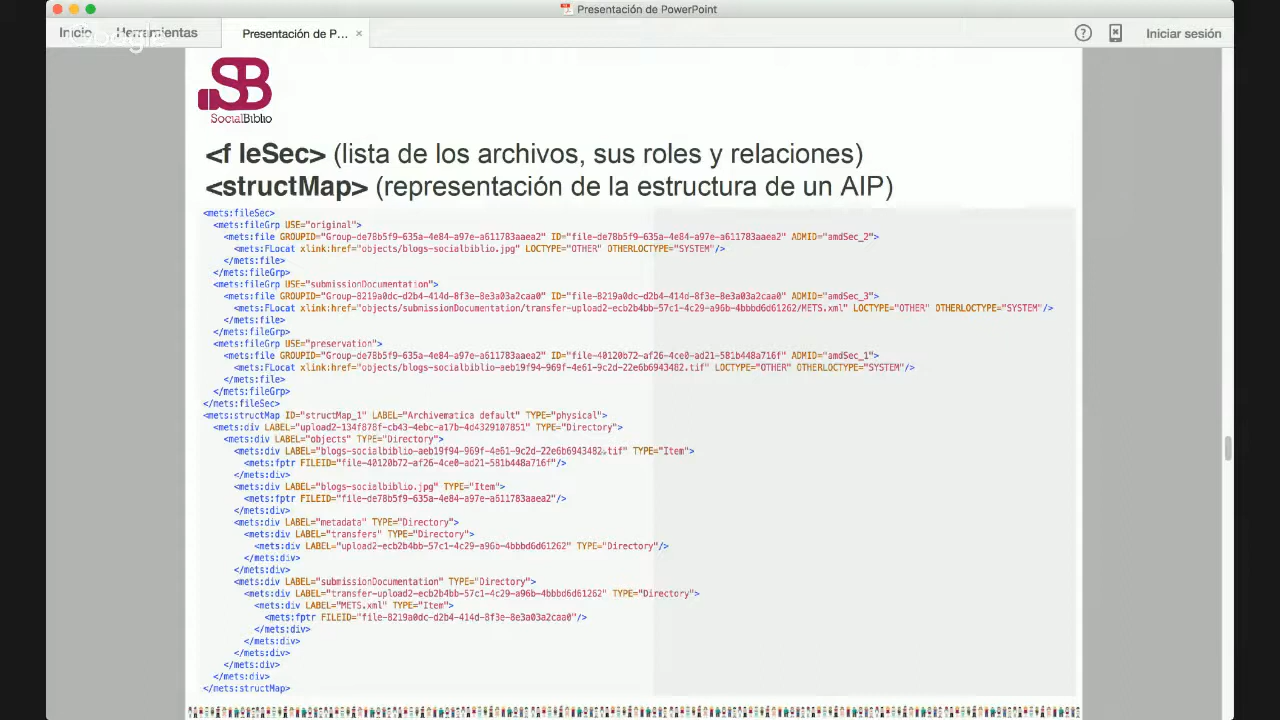 Presentación de PowerPoint
Inicio Herramientas Presentación de P... × ? Iniciar sesión
Google
SB
SocialBiblio
<f leSec> (lista de los archivos, sus roles y relaciones)
<structMap> (representación de la estructura de un AIP)
<mets:fileSec>
<mets:fileGrp USE="original">
<mets:file GROUPID="Group-de78b5f9-635a-4e84-a97e-a611783aaea2" ID="file-de78b5f9-635a-4e84-a97e-a611783aaea2" ADMID="amdSec_2">
<mets:FLocat xlink:href="objects/blogs-socialbiblio.jpg" LOCTYPE="OTHER" OTHERLOCTYPE="SYSTEM"/>
</mets:file>
</mets:fileGrp>
<mets:fileGrp USE="submissionDocumentation">
<mets:file GROUPID="Group-8219a0dc-d2b4-414d-8f3e-8e3a03a2caa0" ID="file-8219a0dc-d2b4-414d-8f3e-8e3a03a2caa0" ADMID="amdSec_3">
<mets:FLocat xlink:href="objects/submissionDocumentation/transfer-upload2-ecb2b4bb-57c1-4c29-a96b-4bbbd6d61262/METS.xml" LOCTYPE="OTHER" OTHERLOCTYPE="SYSTEM"/>
</mets:file>
</mets:fileGrp>
<mets:fileGrp USE="preservation">
<mets:file GROUPID="Group-de78b5f9-635a-4e84-a97e-a611783aaea2" ID="file-40120b72-af26-4ce0-ad21-581b448a716f" ADMID="amdSec_1">
<mets:FLocat xlink:href="objects/blogs-socialbiblio-aeb19f94-969f-4e61-9c2d-22e6b6943482.tif" LOCTYPE="OTHER" OTHERLOCTYPE="SYSTEM"/>
</mets:file>
</mets:fileGrp>
</mets:fileSec>
<mets:structMap ID="structMap_1" LABEL="Archivematica default" TYPE="physical">
<mets:div LABEL="upload2-134f878f-cb43-4ebc-a17b-4d4329107851" TYPE="Directory">
<mets:div LABEL="objects" TYPE="Directory">
<mets:div LABEL="blogs-socialbiblio-aeb19f94-969f-4e61-9c2d-22e6b6943482.tif" TYPE="Item">
<mets:fptr FILEID="file-40120b72-af26-4ce0-ad21-581b448a716f"/>
</mets:div>
<mets:div LABEL="blogs-socialbiblio.jpg" TYPE="Item">
<mets:fptr FILEID="file-de78b5f9-635a-4e84-a97e-a611783aaea2"/>
</mets:div>
<mets:div LABEL="metadata" TYPE="Directory">
<mets:div LABEL="transfers" TYPE="Directory">
<mets:div LABEL="upload2-ecb2b4bb-57c1-4c29-a96b-4bbbd6d61262" TYPE="Directory"/>
</mets:div>
</mets:div>
<mets:div LABEL="submissionDocumentation" TYPE="Directory">
<mets:div LABEL="transfer-upload2-ecb2b4bb-57c1-4c29-a96b-4bbbd6d61262" TYPE="Directory">
<mets:div LABEL="METS.xml" TYPE="Item">
<mets:fptr FILEID="file-8219a0dc-d2b4-414d-8f3e-8e3a03a2caa0"/>
</mets:div>
</mets:div>
</mets:div>
</mets:div>
</mets:div>
</mets:structMap>